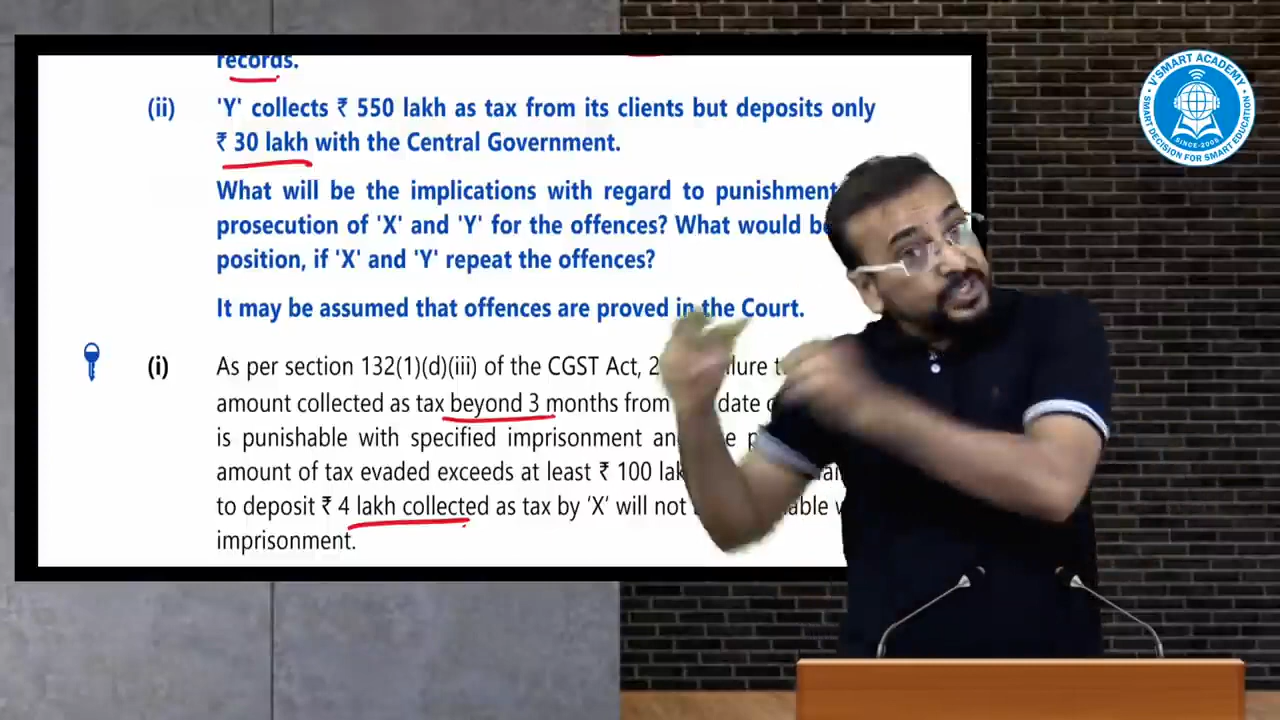 records.
(ii) 'Y' collects ₹ 550 lakh as tax from its clients but deposits only
₹ 30 lakh with the Central Government.
What will be the implications with regard to punishment
prosecution of 'X' and 'Y' for the offences? What would
position, if 'X' and 'Y' repeat the offences?
It may be assumed that offences are proved in the Court.
(i) As per section 132(1)(d)(iii) of the CGST Act,
amount collected as tax beyond 3 months from date
is punishable with specified imprisonment
amount of tax evaded exceeds at least ₹ 100
to deposit ₹ 4 lakh collected as tax by 'X' will not
imprisonment.
V'SMART ACADEMY
SINCE-2005
SMART DECISION FOR SMART EDUCATION